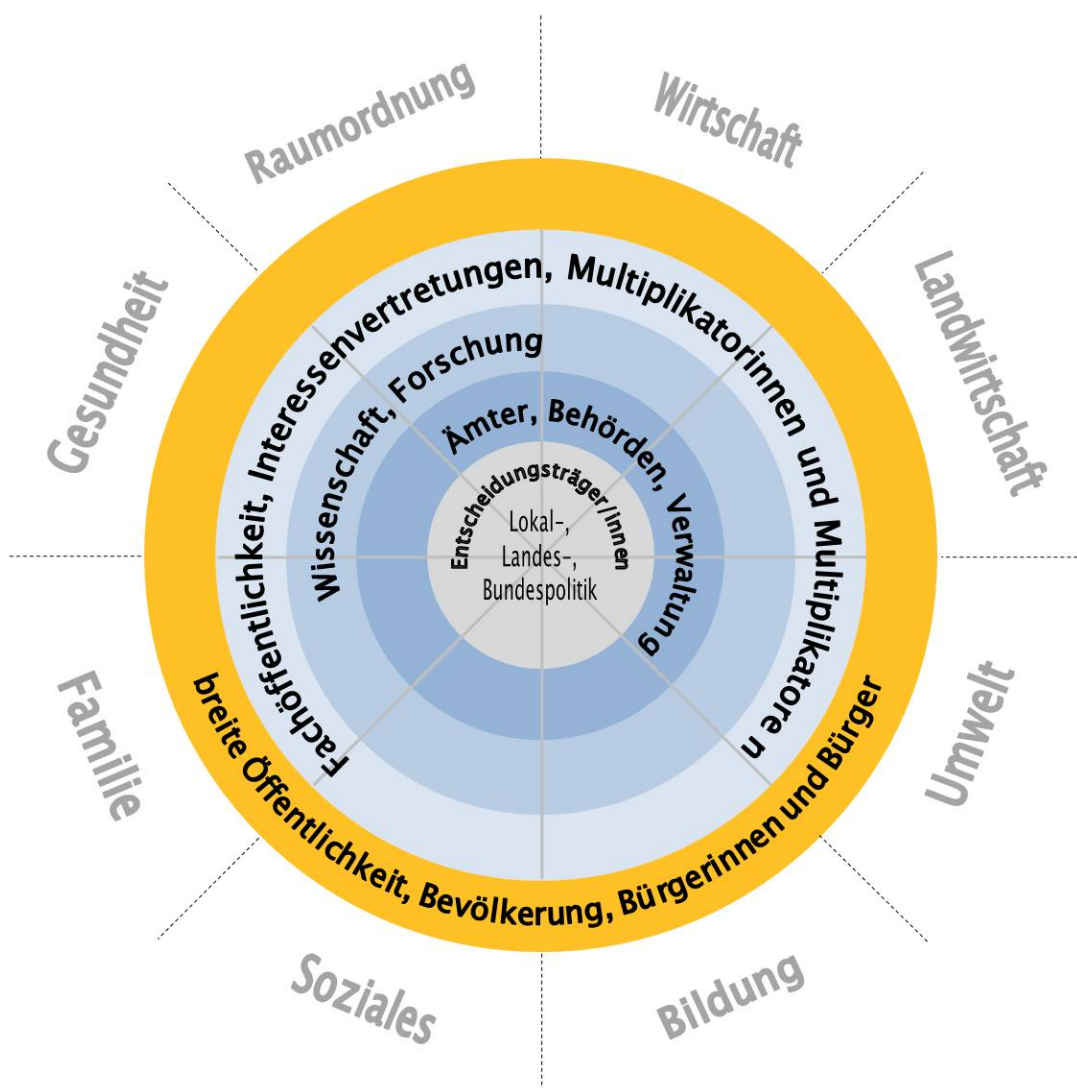 Raumordnung
Wirtschaft
Gesundheit
Landwirtschaft
Fachöffentlichkeit, Interessenvertretungen, Multiplikatorinnen und Multiplikatore n
Wissenschaft, Forschung
Ämter, Behörden, Verwaltung
Entscheidungsträger/innen
Lokal-,
Landes-,
Bundespolitik
breite Öffentlichkeit, Bevölkerung, Bürgerinnen und Bürger
Familie
Umwelt
Soziales
Bildung